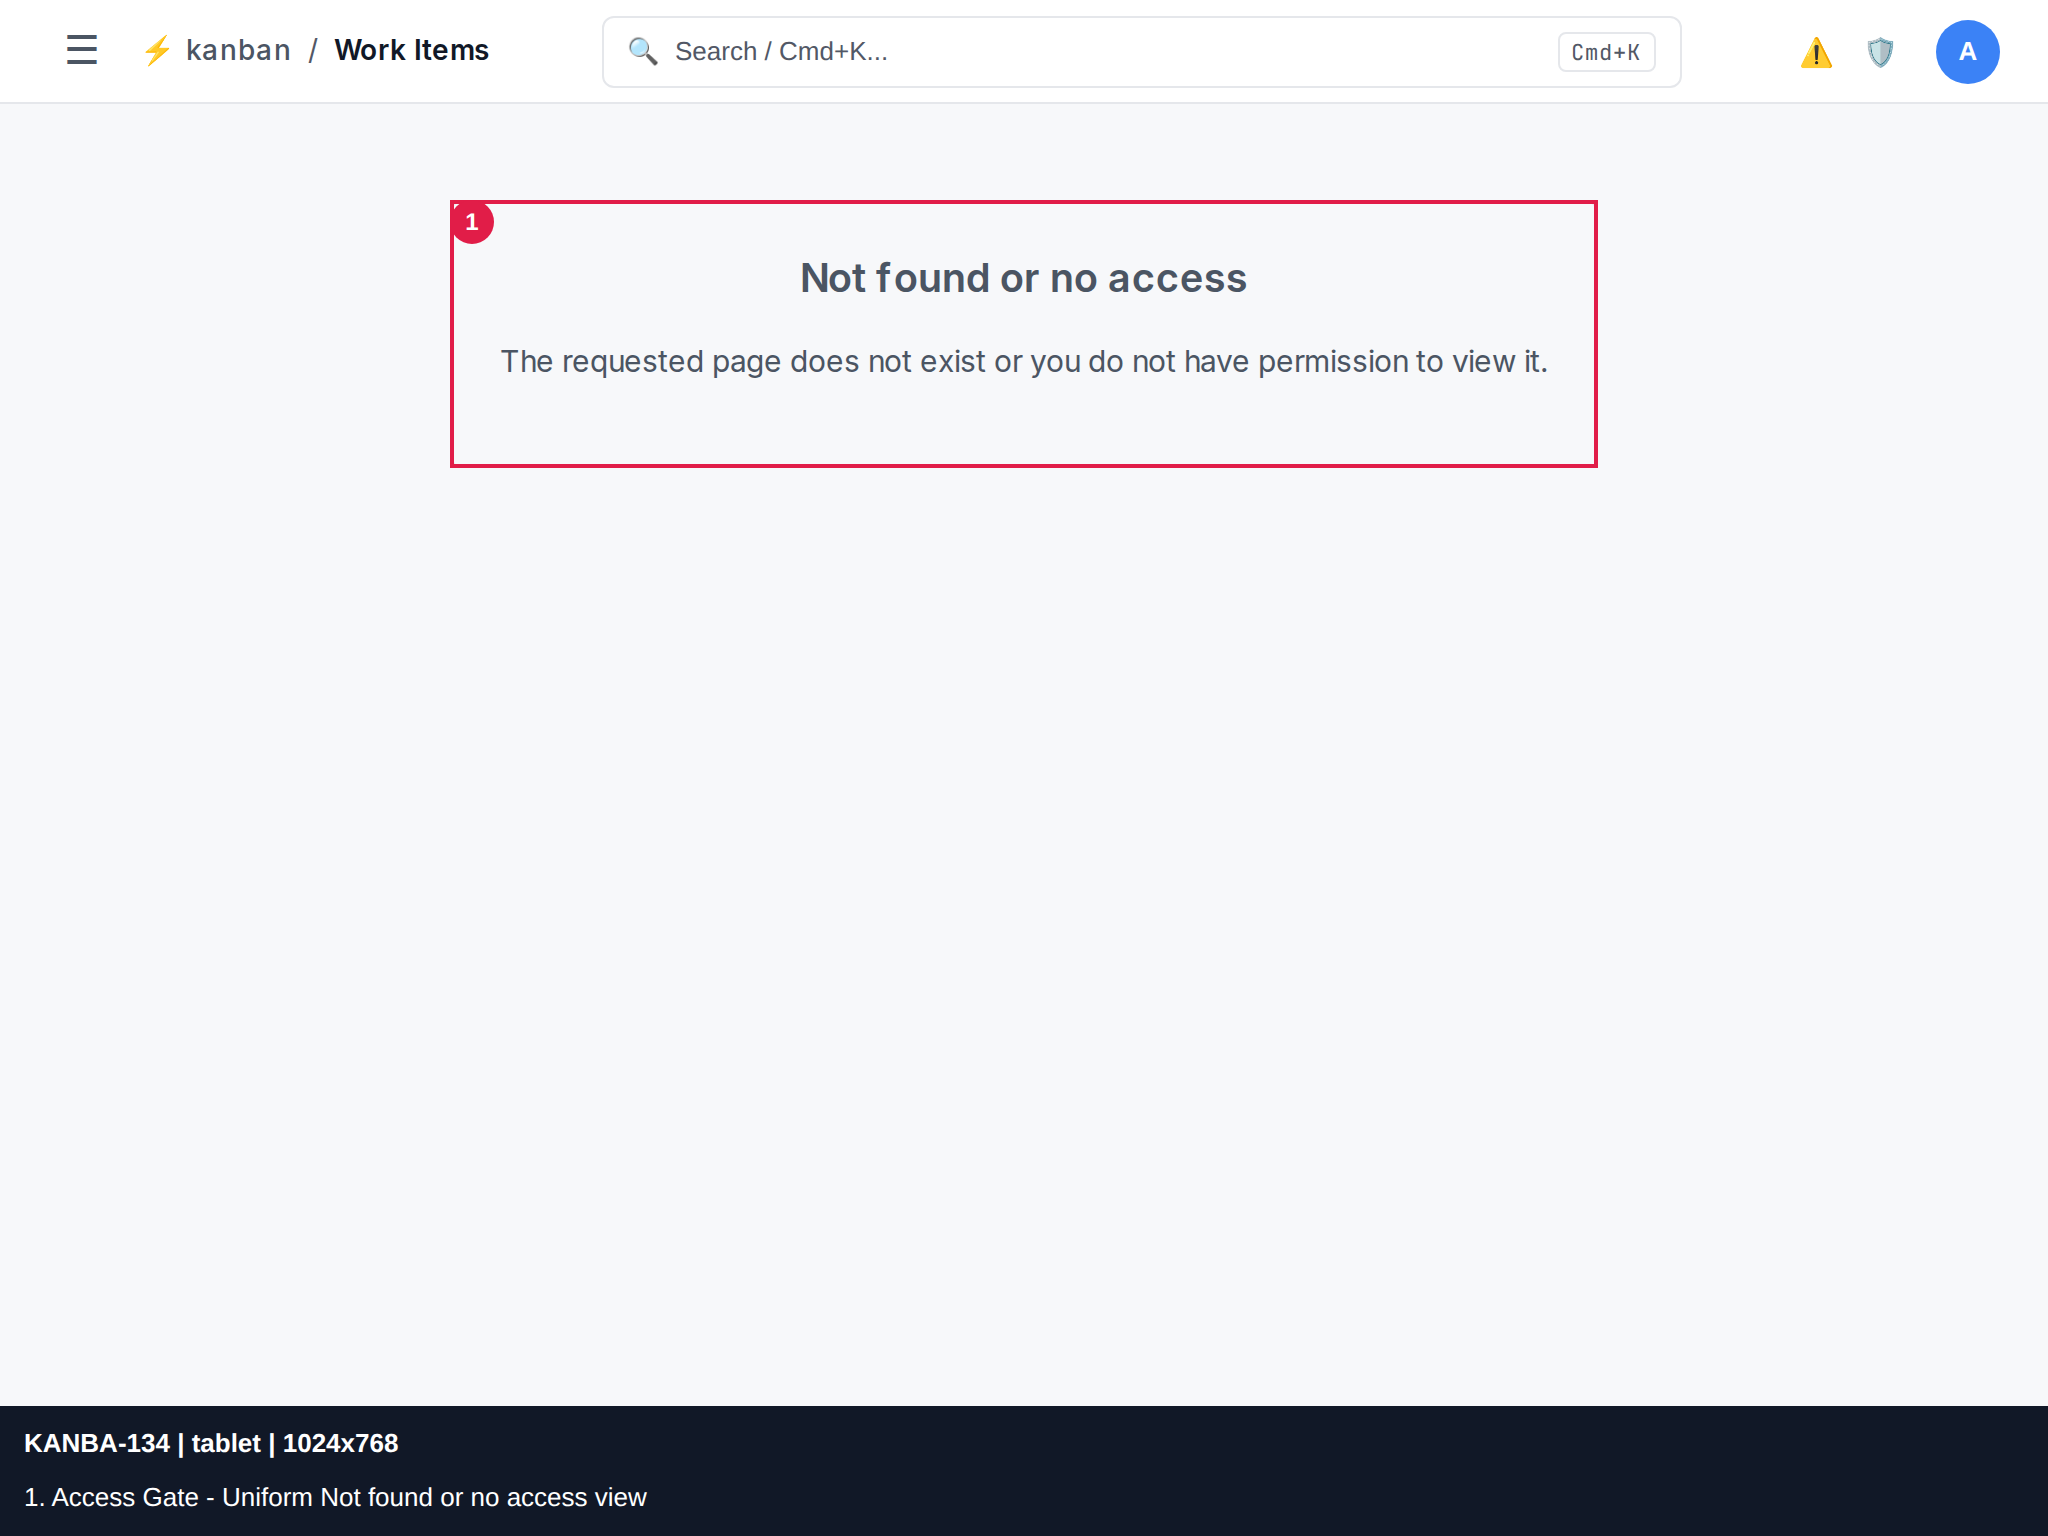 kanban / Work Items
Search / Cmd+K...
Cmd+K
A
1
Not found or no access
The requested page does not exist or you do not have permission to view it.
KANBA-134 | tablet | 1024x768
1. Access Gate - Uniform Not found or no access view